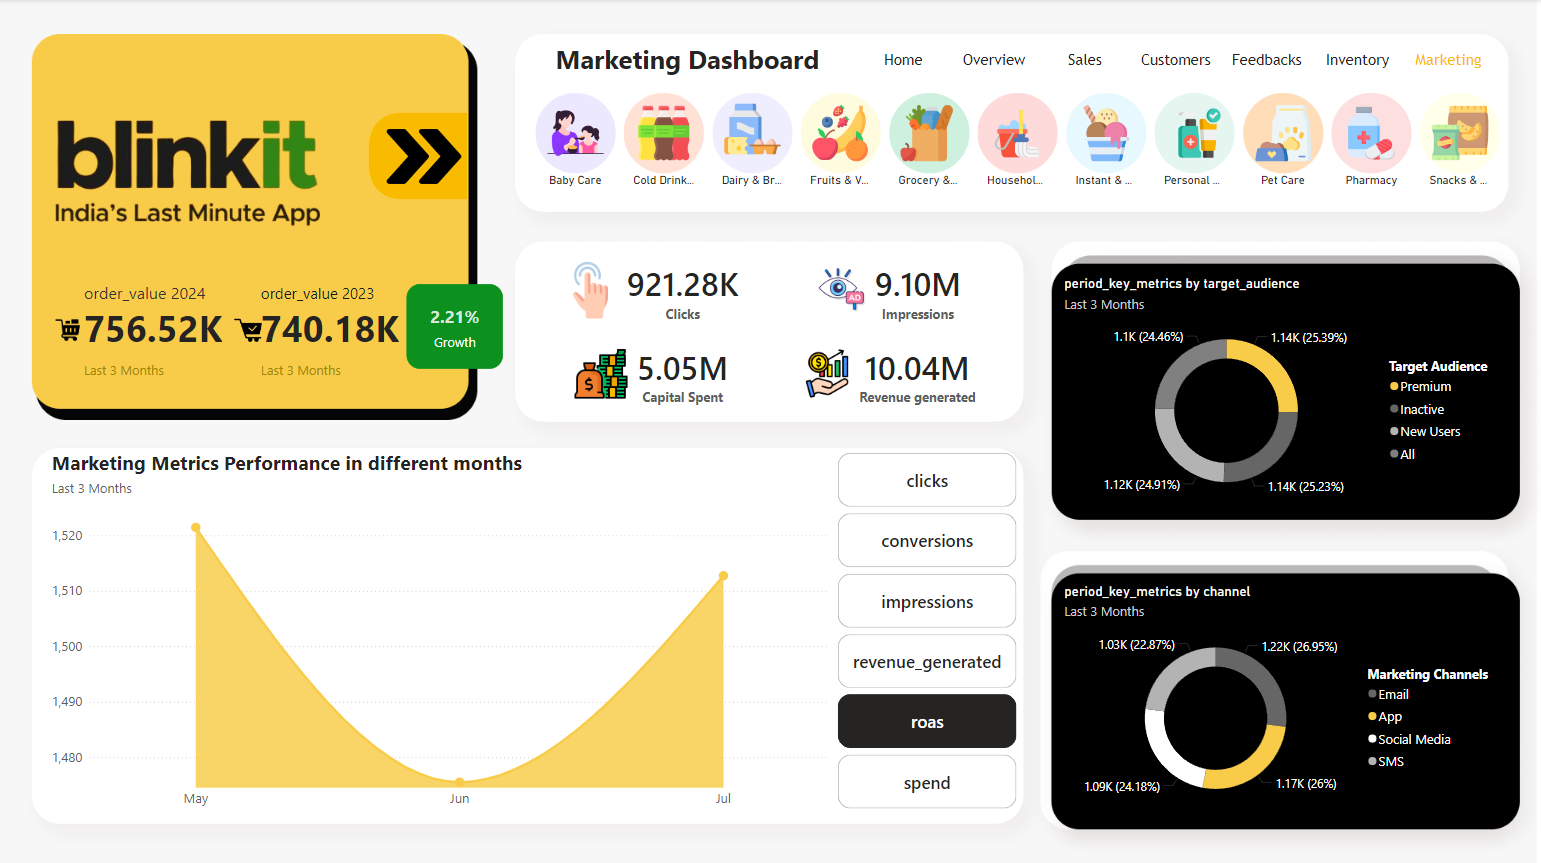 blinkit
India's Last Minute App
order_value 2024
756.52K
Last 3 Months
order_value 2023
740.18K
Last 3 Months
2.21%
Growth
Marketing Dashboard
Home
Overview
Sales
Customers
Feedbacks
Inventory
Marketing
Baby Care
Cold Drink...
Dairy & Br...
Fruits & V...
Grocery &...
Househol...
Instant & ...
Personal ...
Pet Care
Pharmacy
Snacks & ...
921.28K
Clicks
AD
9.10M
Impressions
5.05M
Capital Spent
10.04M
Revenue generated
period_key_metrics by target_audience
Last 3 Months
1.1K (24.46%)
1.14K (25.39%)
1.12K (24.91%)
1.14K (25.23%)
Target Audience
Premium
Inactive
New Users
All
Marketing Metrics Performance in different months
Last 3 Months
1,520
1,510
1,500
1,490
1,480
May
Jun
Jul
clicks
conversions
impressions
revenue_generated
roas
spend
period_key_metrics by channel
Last 3 Months
1.03K (22.87%)
1.22K (26.95%)
1.09K (24.18%)
1.17K (26%)
Marketing Channels
Email
App
Social Media
SMS